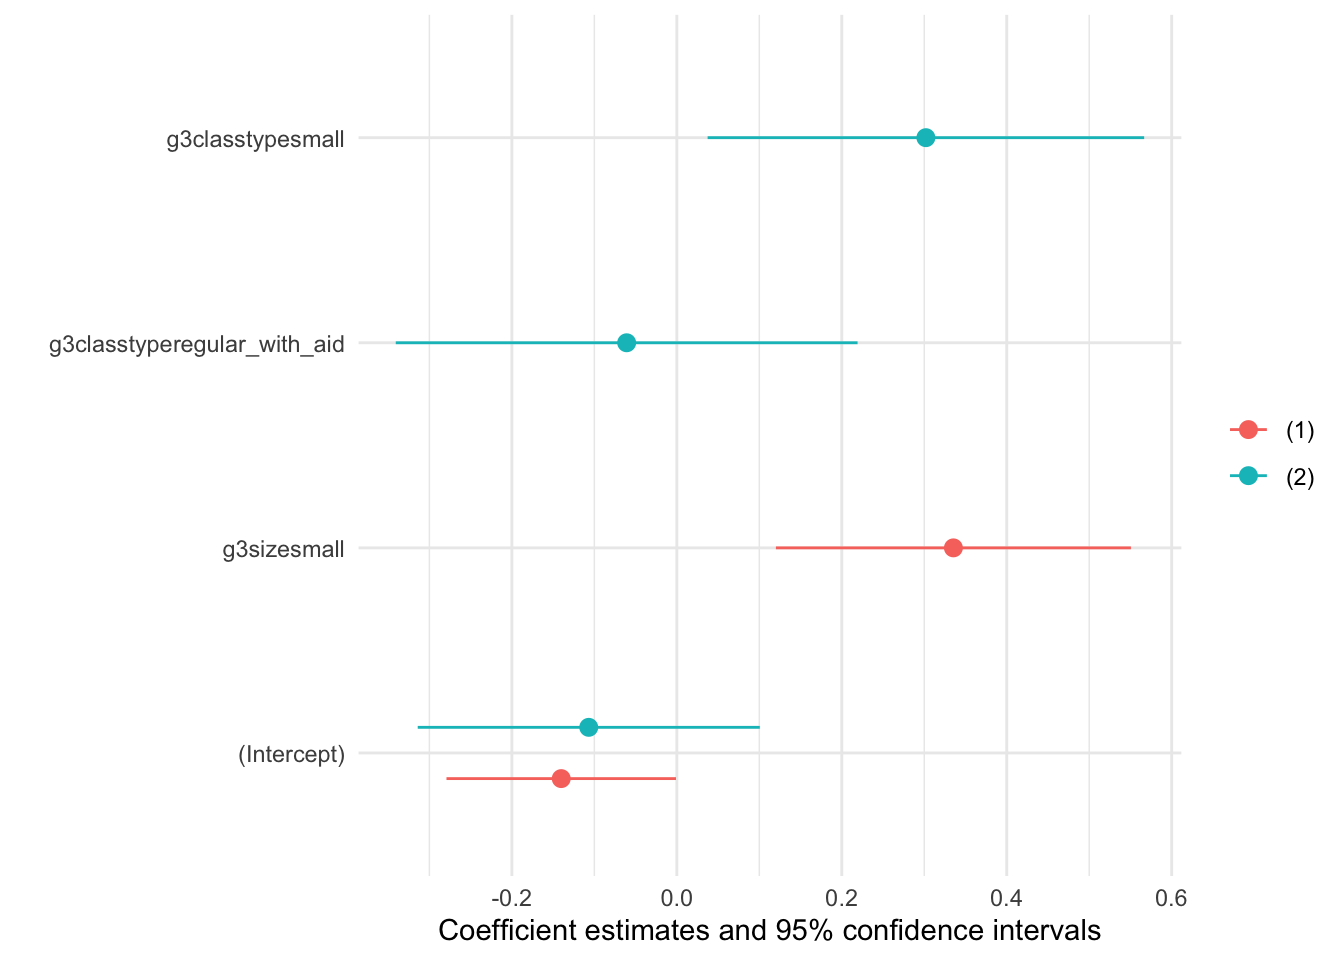 g3classtypesmall
g3classtyperegular_with_aid
g3sizesmall
(Intercept)
(1)
(2)
-0.2 0.0 0.2 0.4 0.6
Coefficient estimates and 95% confidence intervals